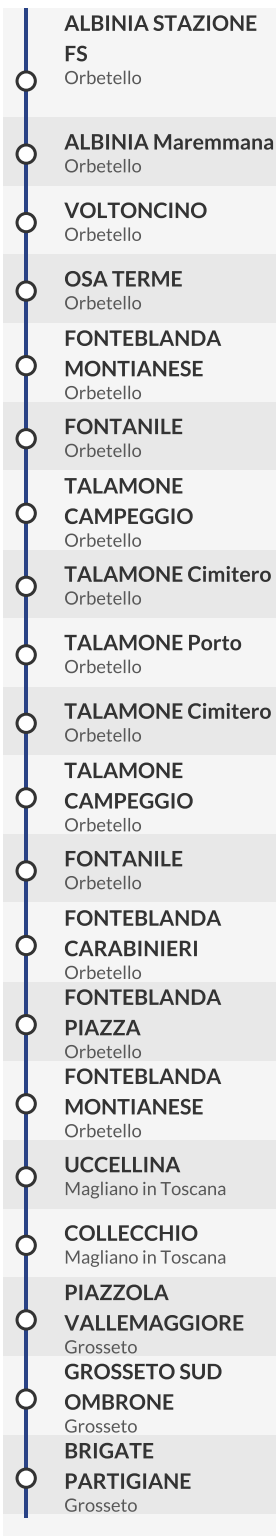 ALBINIA STAZIONE
FS
Orbetello
ALBINIA Maremmana
Orbetello
VOLTONCINO
Orbetello
OSA TERME
Orbetello
FONTEBLANDA
MONTIANESE
Orbetello
FONTANILE
Orbetello
TALAMONE
CAMPEGGIO
Orbetello
TALAMONE Cimitero
Orbetello
TALAMONE Porto
Orbetello
TALAMONE Cimitero
Orbetello
TALAMONE
CAMPEGGIO
Orbetello
FONTANILE
Orbetello
FONTEBLANDA
CARABINIERI
Orbetello
FONTEBLANDA
PIAZZA
Orbetello
FONTEBLANDA
MONTIANESE
Orbetello
UCCELLINA
Magliano in Toscana
COLLECCHIO
Magliano in Toscana
PIAZZOLA
VALLEMAGGIORE
Grosseto
GROSSETO SUD
OMBRONE
Grosseto
BRIGATE
PARTIGIANE
Grosseto